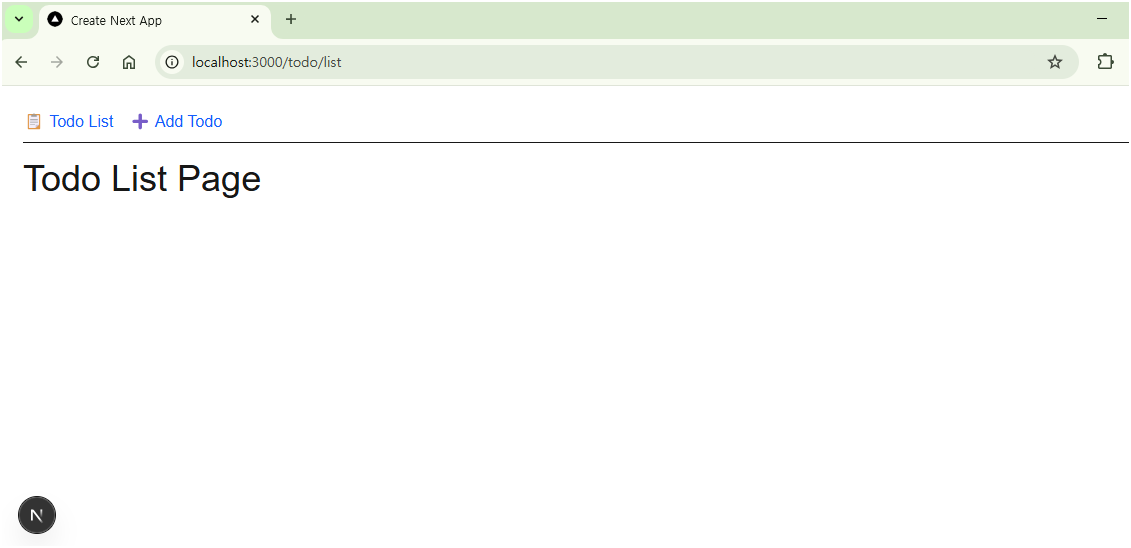 Create Next App
localhost:3000/todo/list
📋 Todo List ➕ Add Todo
Todo List Page
N